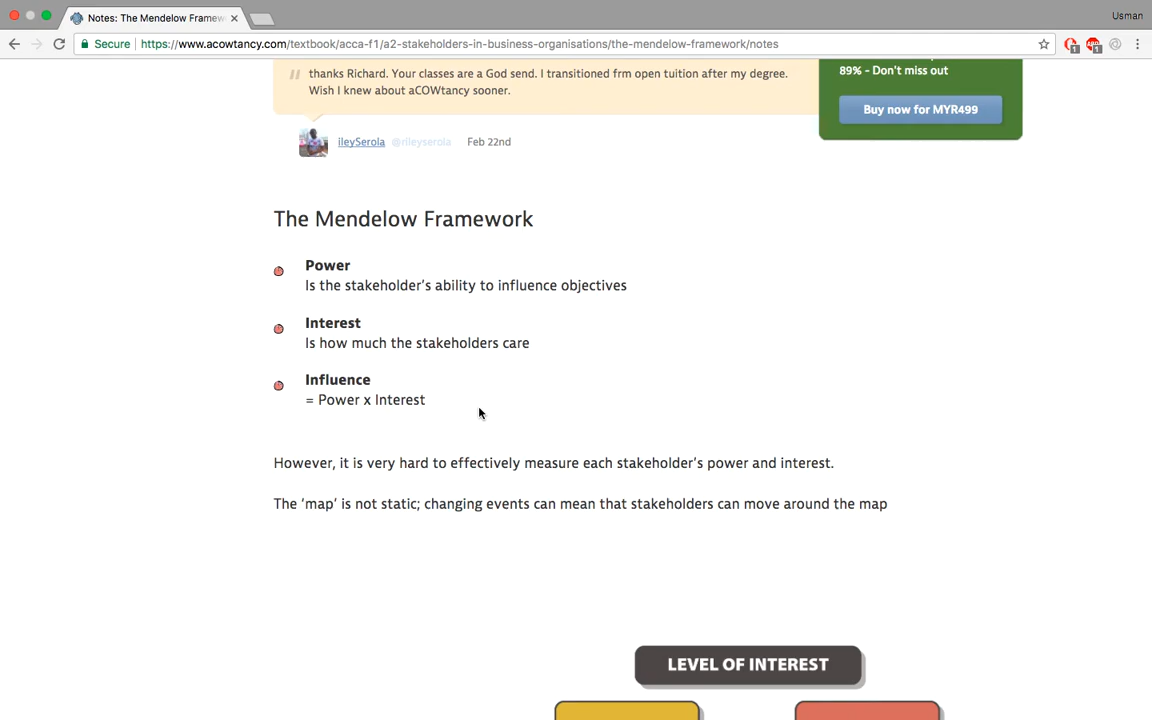 Notes: The Mendelow Framew
Usman
Secure
https://www.acowtancy.com/textbook/acca-f1/a2-stakeholders-in-business-organisations/the-mendelow-framework/notes
thanks Richard. Your classes are a God send. I transitioned frm open tuition after my degree.
Wish I knew about aCOWtancy sooner.
89% - Don't miss out
Buy now for MYR499
ileySerola @rileyserola Feb 22nd
The Mendelow Framework
Power
Is the stakeholder's ability to influence objectives
Interest
Is how much the stakeholders care
Influence
= Power x Interest
However, it is very hard to effectively measure each stakeholder's power and interest.
The ‘map’ is not static; changing events can mean that stakeholders can move around the map
LEVEL OF INTEREST